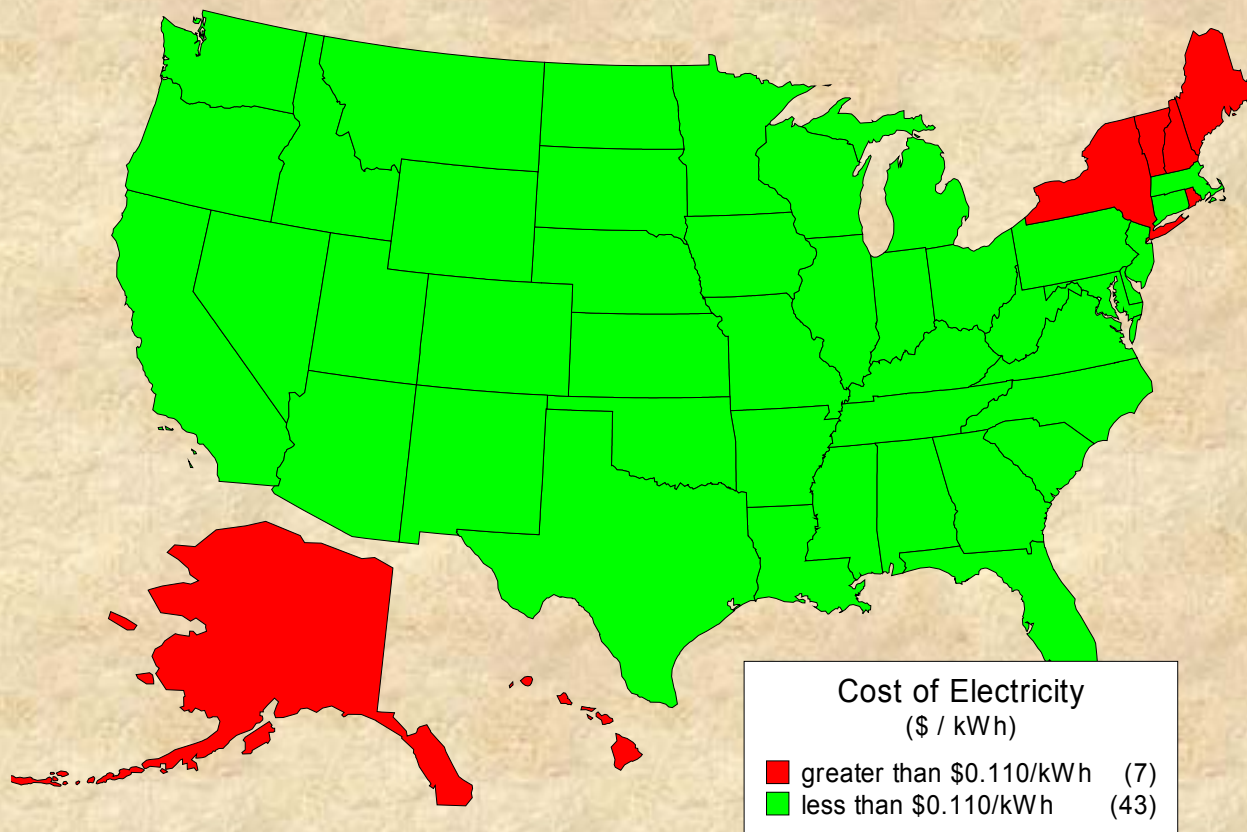 Cost of Electricity
($ / kWh)
greater than $0.110/kWh (7)
less than $0.110/kWh (43)